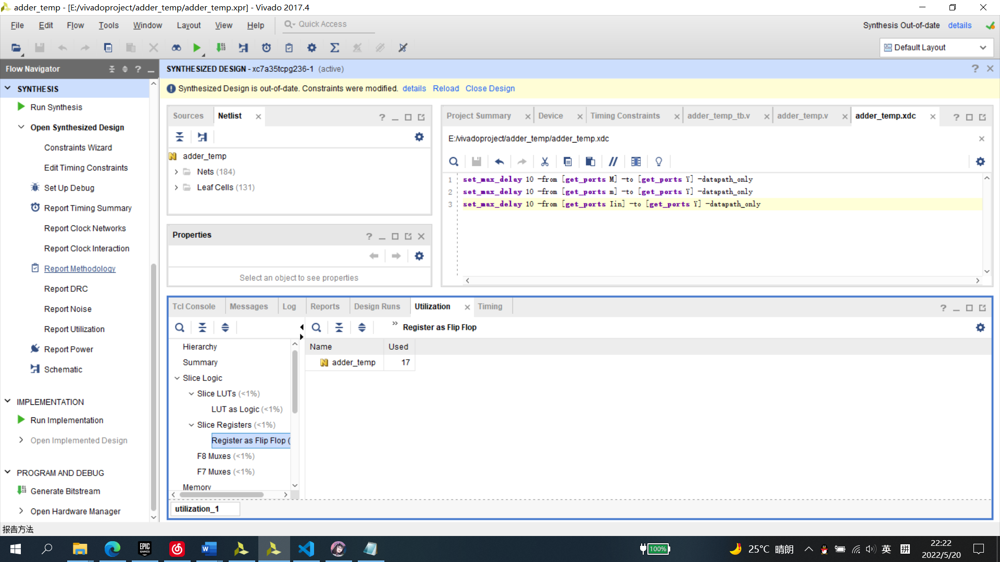 adder_temp - [E:/vivadoproject/adder_temp/adder_temp.xpr] - Vivado 2017.4
File Edit Flow Tools Window Layout View Help Quick Access
Synthesis Out-of-date details
Default Layout
Flow Navigator
SYNTHESIS
Run Synthesis
Open Synthesized Design
Constraints Wizard
Edit Timing Constraints
Set Up Debug
Report Timing Summary
Report Clock Networks
Report Clock Interaction
Report Methodology
Report DRC
Report Noise
Report Utilization
Report Power
Schematic
IMPLEMENTATION
Run Implementation
Open Implemented Design
PROGRAM AND DEBUG
Generate Bitstream
Open Hardware Manager
SYNTHESIZED DESIGN - xc7a35tcpg236-1 (active)
Synthesized Design is out-of-date. Constraints were modified. details Reload Close Design
Sources Netlist
adder_temp
Nets (184)
Leaf Cells (131)
Properties
Select an object to see properties
Project Summary Device Timing Constraints adder_temp_tb.v adder_temp.v adder_temp.xdc
E:/vivadoproject/adder_temp/adder_temp.xdc
1 set_max_delay 10 -from [get_ports M] -to [get_ports Y] -datapath_only
2 set_max_delay 10 -from [get_ports m] -to [get_ports Y] -datapath_only
3 set_max_delay 10 -from [get_ports Iin] -to [get_ports Y] -datapath_only
Tcl Console Messages Log Reports Design Runs Utilization Timing
Hierarchy
Summary
Slice Logic
Slice LUTs (<1%)
LUT as Logic (<1%)
Slice Registers (<1%)
Register as Flip Flop (
F8 Muxes (<1%)
F7 Muxes (<1%)
Memory
Register as Flip Flop
Name Used
adder_temp 17
utilization_1
报告方法
EPIC GAMES
100%
25°C 晴朗
英
拼
22:22
2022/5/20